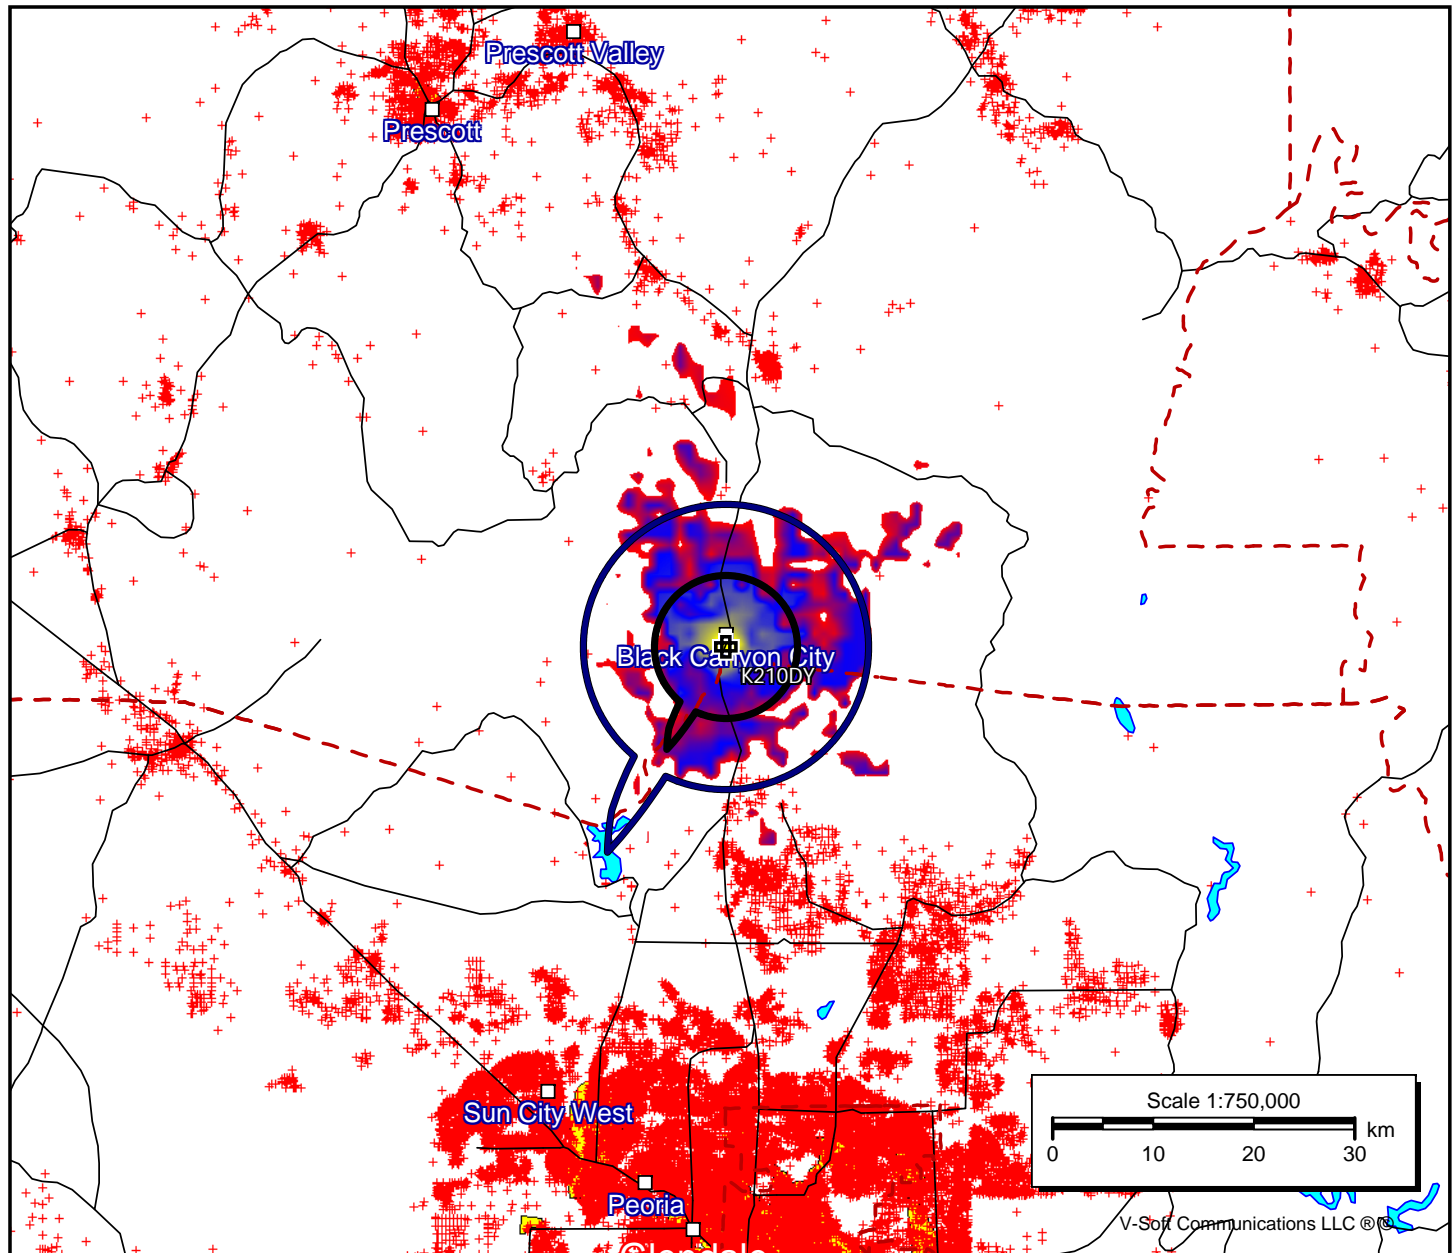 Prescott Valley
Prescott
Black Canyon City
K210DY
Sun City West
Scale 1:750,000
km
0 10 20 30
Peoria
V-Soft Communications LLC ® ©
Glendale